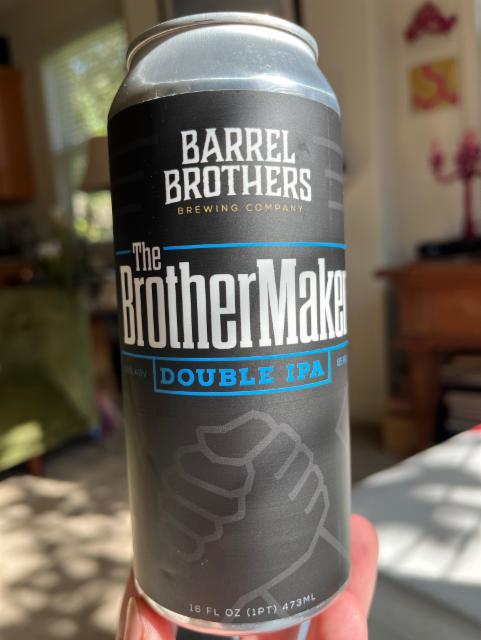 BARREL
BROTHERS
BREWING COMPANY
The
BrotherMaker
DOUBLE IPA
16 FL OZ (1PT) 473ML